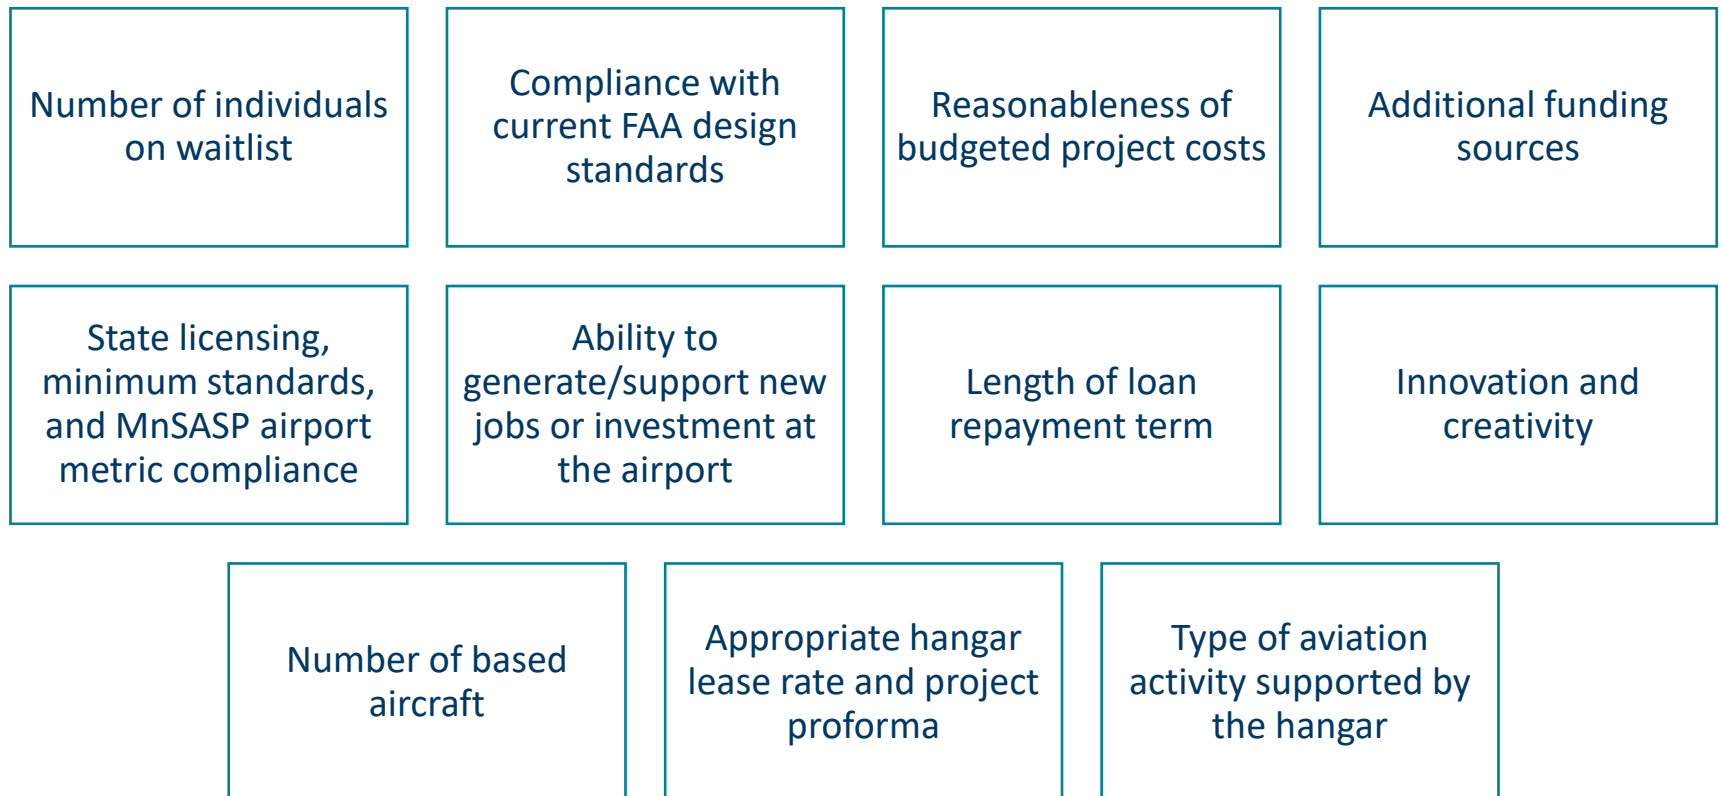 Number of individuals
on waitlist
Compliance with
current FAA design
standards
Reasonableness of
budgeted project costs
Additional funding
sources
State licensing,
minimum standards,
and MnSASP airport
metric compliance
Ability to
generate/support new
jobs or investment at
the airport
Length of loan
repayment term
Innovation and
creativity
Number of based
aircraft
Appropriate hangar
lease rate and project
proforma
Type of aviation
activity supported by
the hangar